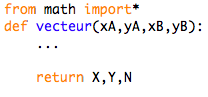 from math import*
def vecteur(xA,yA,xB,yB):
    ...
    return X,Y,N